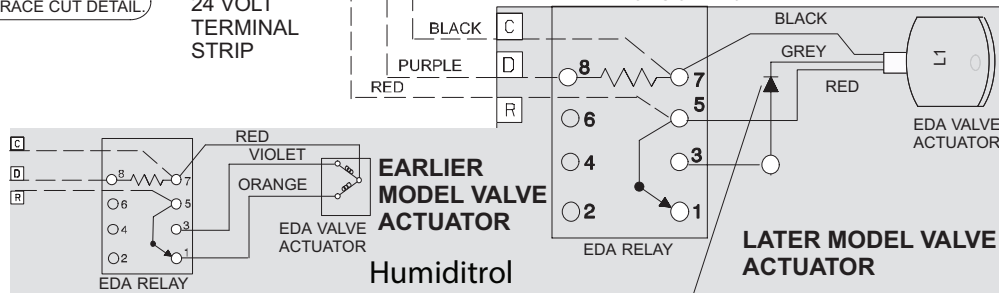 RACE CUT DETAIL.
24 VOLT
TERMINAL
STRIP
BLACK C
PURPLE D
RED
R
8
7
6
5
4
3
2
1
EDA RELAY
BLACK
GREY
RED
L1
EDA VALVE
ACTUATOR
LATER MODEL VALVE
ACTUATOR
C
D
R
8
7
6
5
4
3
2
1
EDA RELAY
RED
VIOLET
ORANGE
EDA VALVE
ACTUATOR
EARLIER
MODEL VALVE
ACTUATOR
Humiditrol